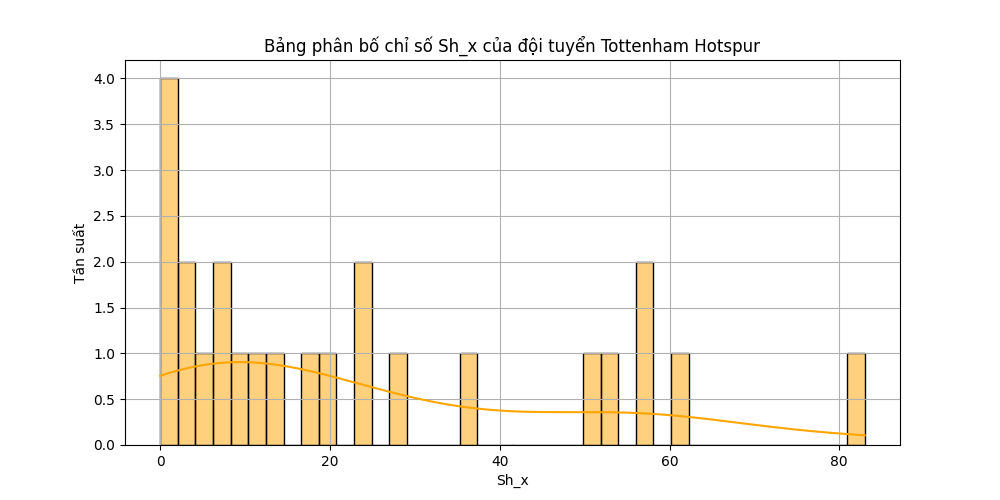 Bảng phân bố chỉ số Sh_x của đội tuyển Tottenham Hotspur
Tần suất
4.0
3.5
3.0
2.5
2.0
1.5
1.0
0.5
0.0
0 20 40 60 80
Sh_x